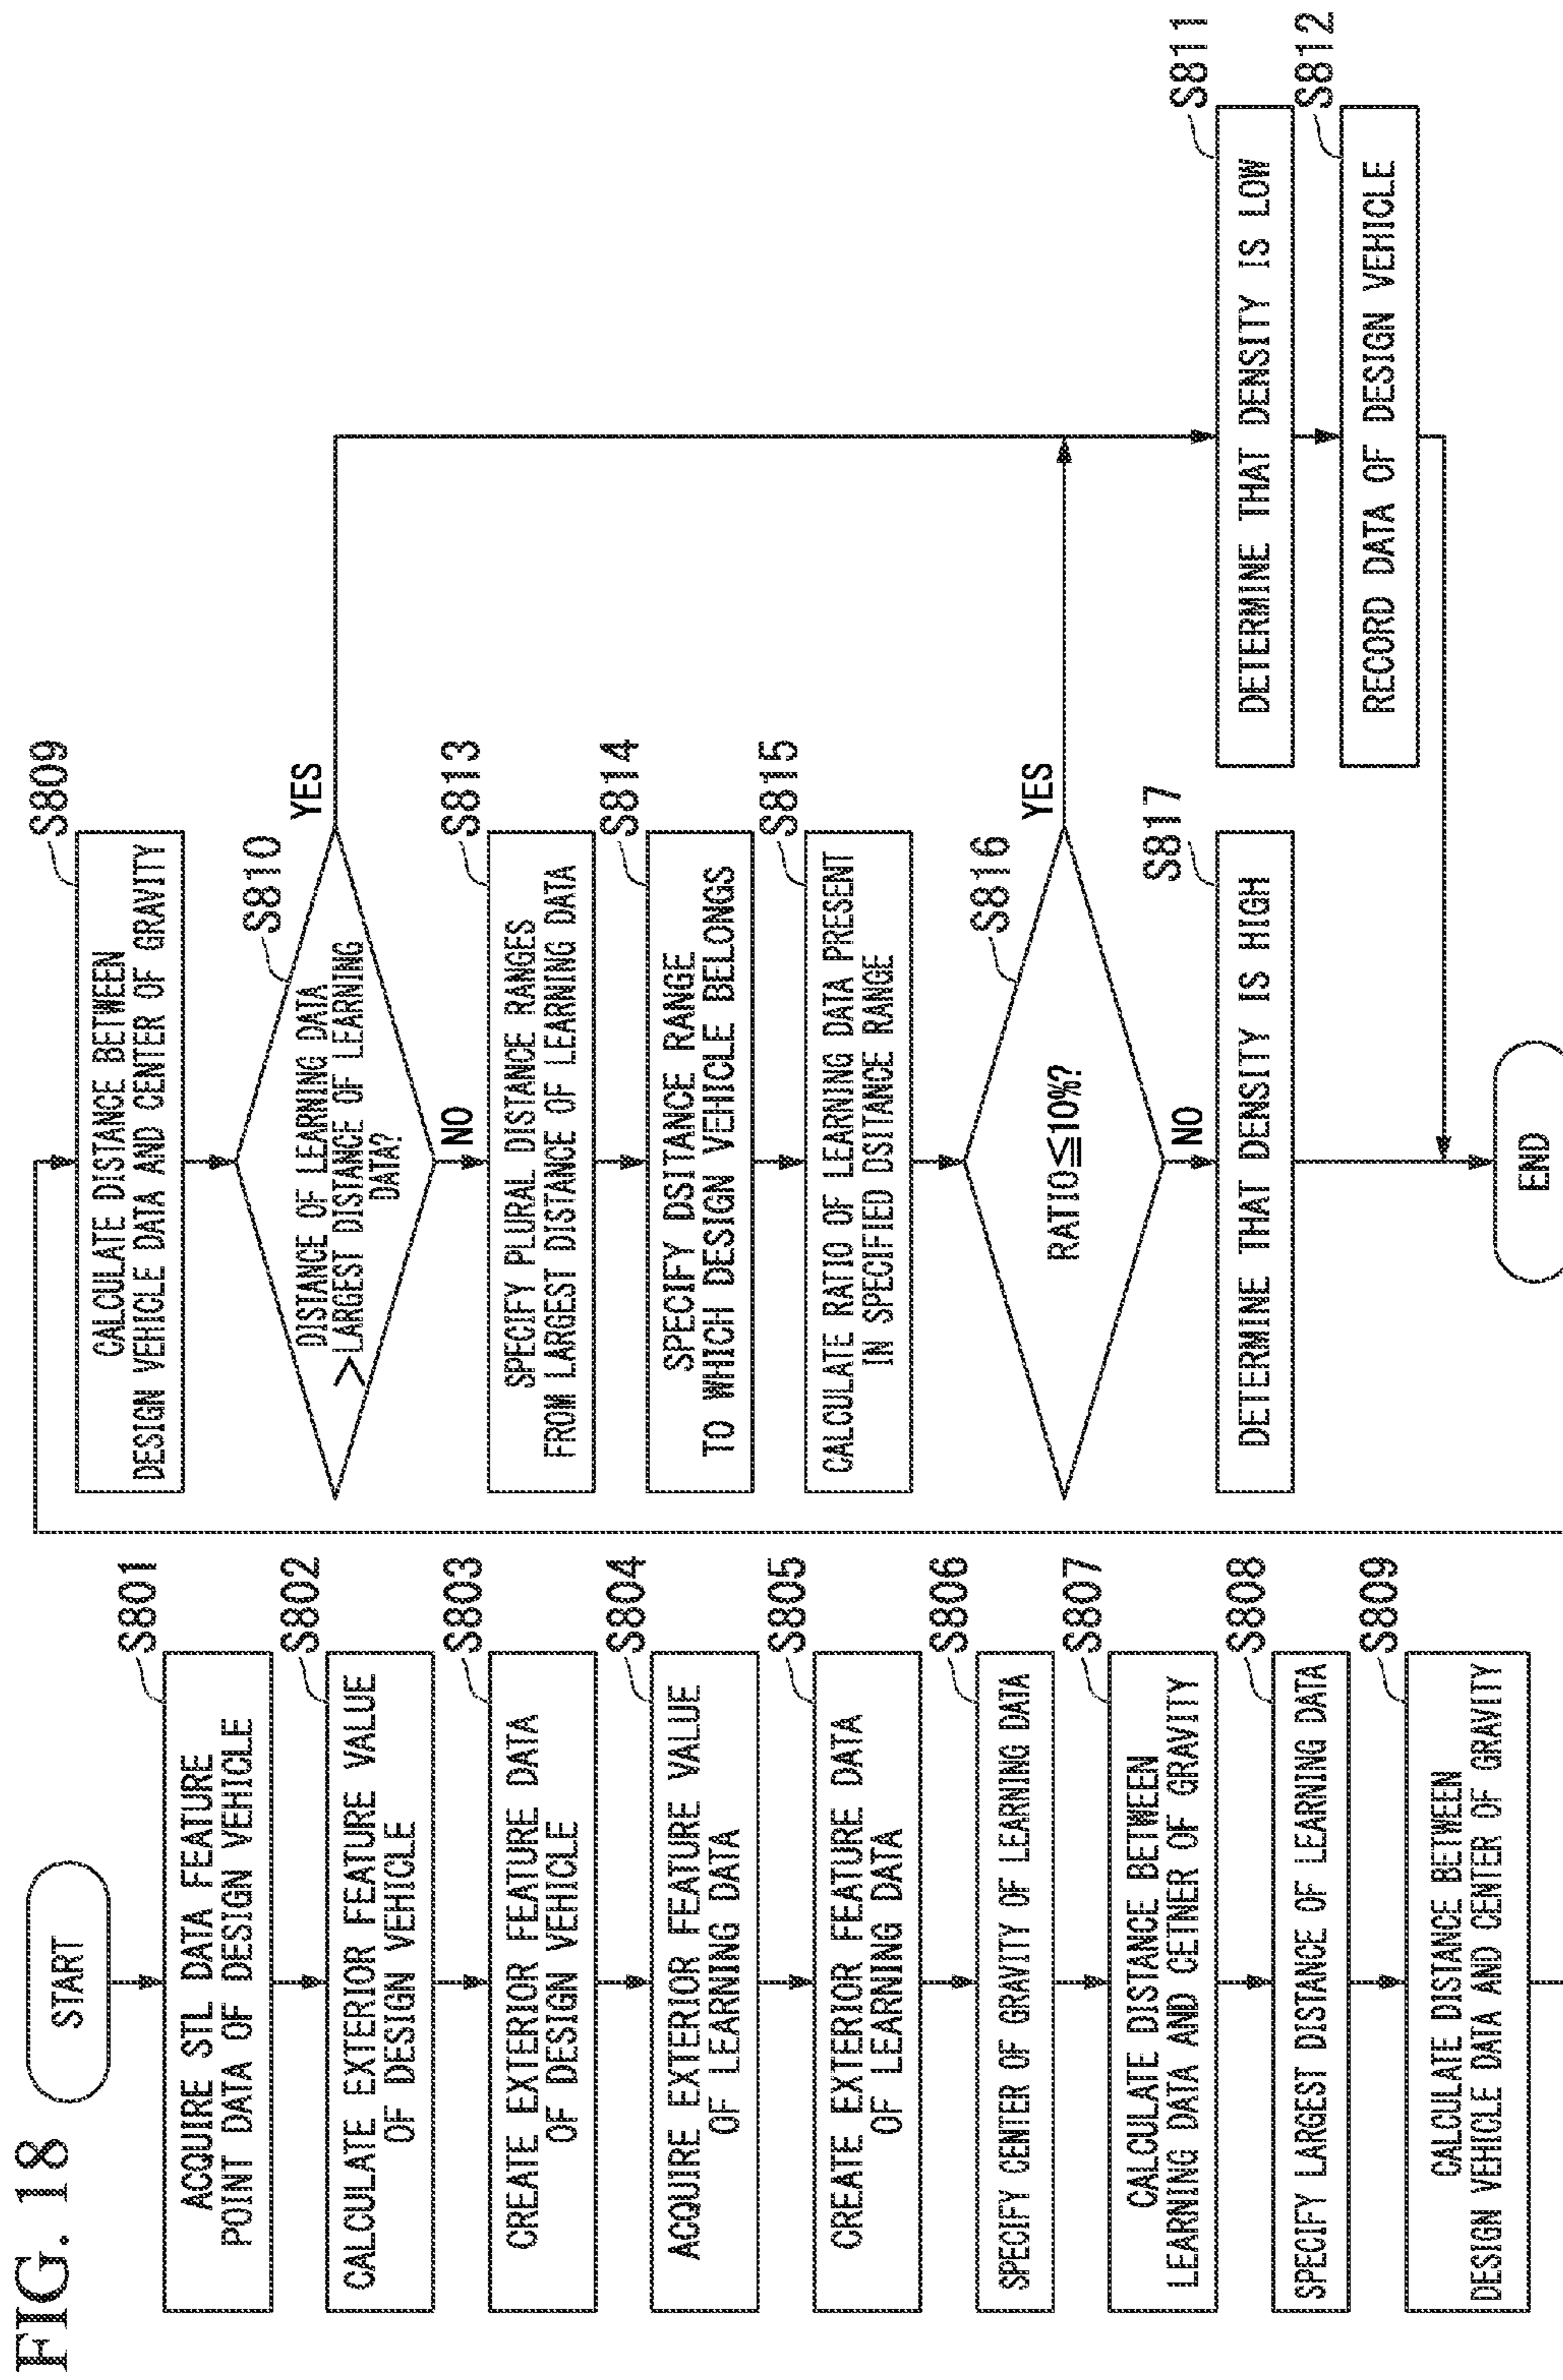 FIG. 18
START
S801
ACQUIRE STL DATA FEATURE
POINT DATA OF DESIGN VEHICLE
S802
CALCULATE EXTERIOR FEATURE VALUE
OF DESIGN VEHICLE
S803
CREATE EXTERIOR FEATURE DATA
OF DESIGN VEHICLE
S804
ACQUIRE EXTERIOR FEATURE VALUE
OF LEARNING DATA
S805
CREATE EXTERIOR FEATURE DATA
OF LEARNING DATA
S806
SPECIFY CENTER OF GRAVITY OF LEARNING DATA
S807
CALCULATE DISTANCE BETWEEN
LEARNING DATA AND CETNER OF GRAVITY
S808
SPECIFY LARGEST DISTANCE OF LEARNING DATA
S809
CALCULATE DISTANCE BETWEEN
DESIGN VEHICLE DATA AND CENTER OF GRAVITY
S809
CALCULATE DISTANCE BETWEEN
DESIGN VEHICLE DATA AND CENTER OF GRAVITY
S810
DISTANCE OF LEARNING DATA
>LARGEST DISTANCE OF LEARNING
DATA?
YES
NO
S813
SPECIFY PLURAL DISTANCE RANGES
FROM LARGEST DISTANCE OF LEARNING DATA
S814
SPECIFY DSITANCE RANGE
TO WHICH DESIGN VEHICLE BELONGS
S815
CALCULATE RATIO OF LEARNING DATA PRESENT
IN SPECIFIED DSITANCE RANGE
S816
RATIO≦10%?
YES
NO
S817
DETERMINE THAT DENSITY IS HIGH
S811
DETERMINE THAT DENSITY IS LOW
S812
RECORD DATA OF DESIGN VEHICLE
END